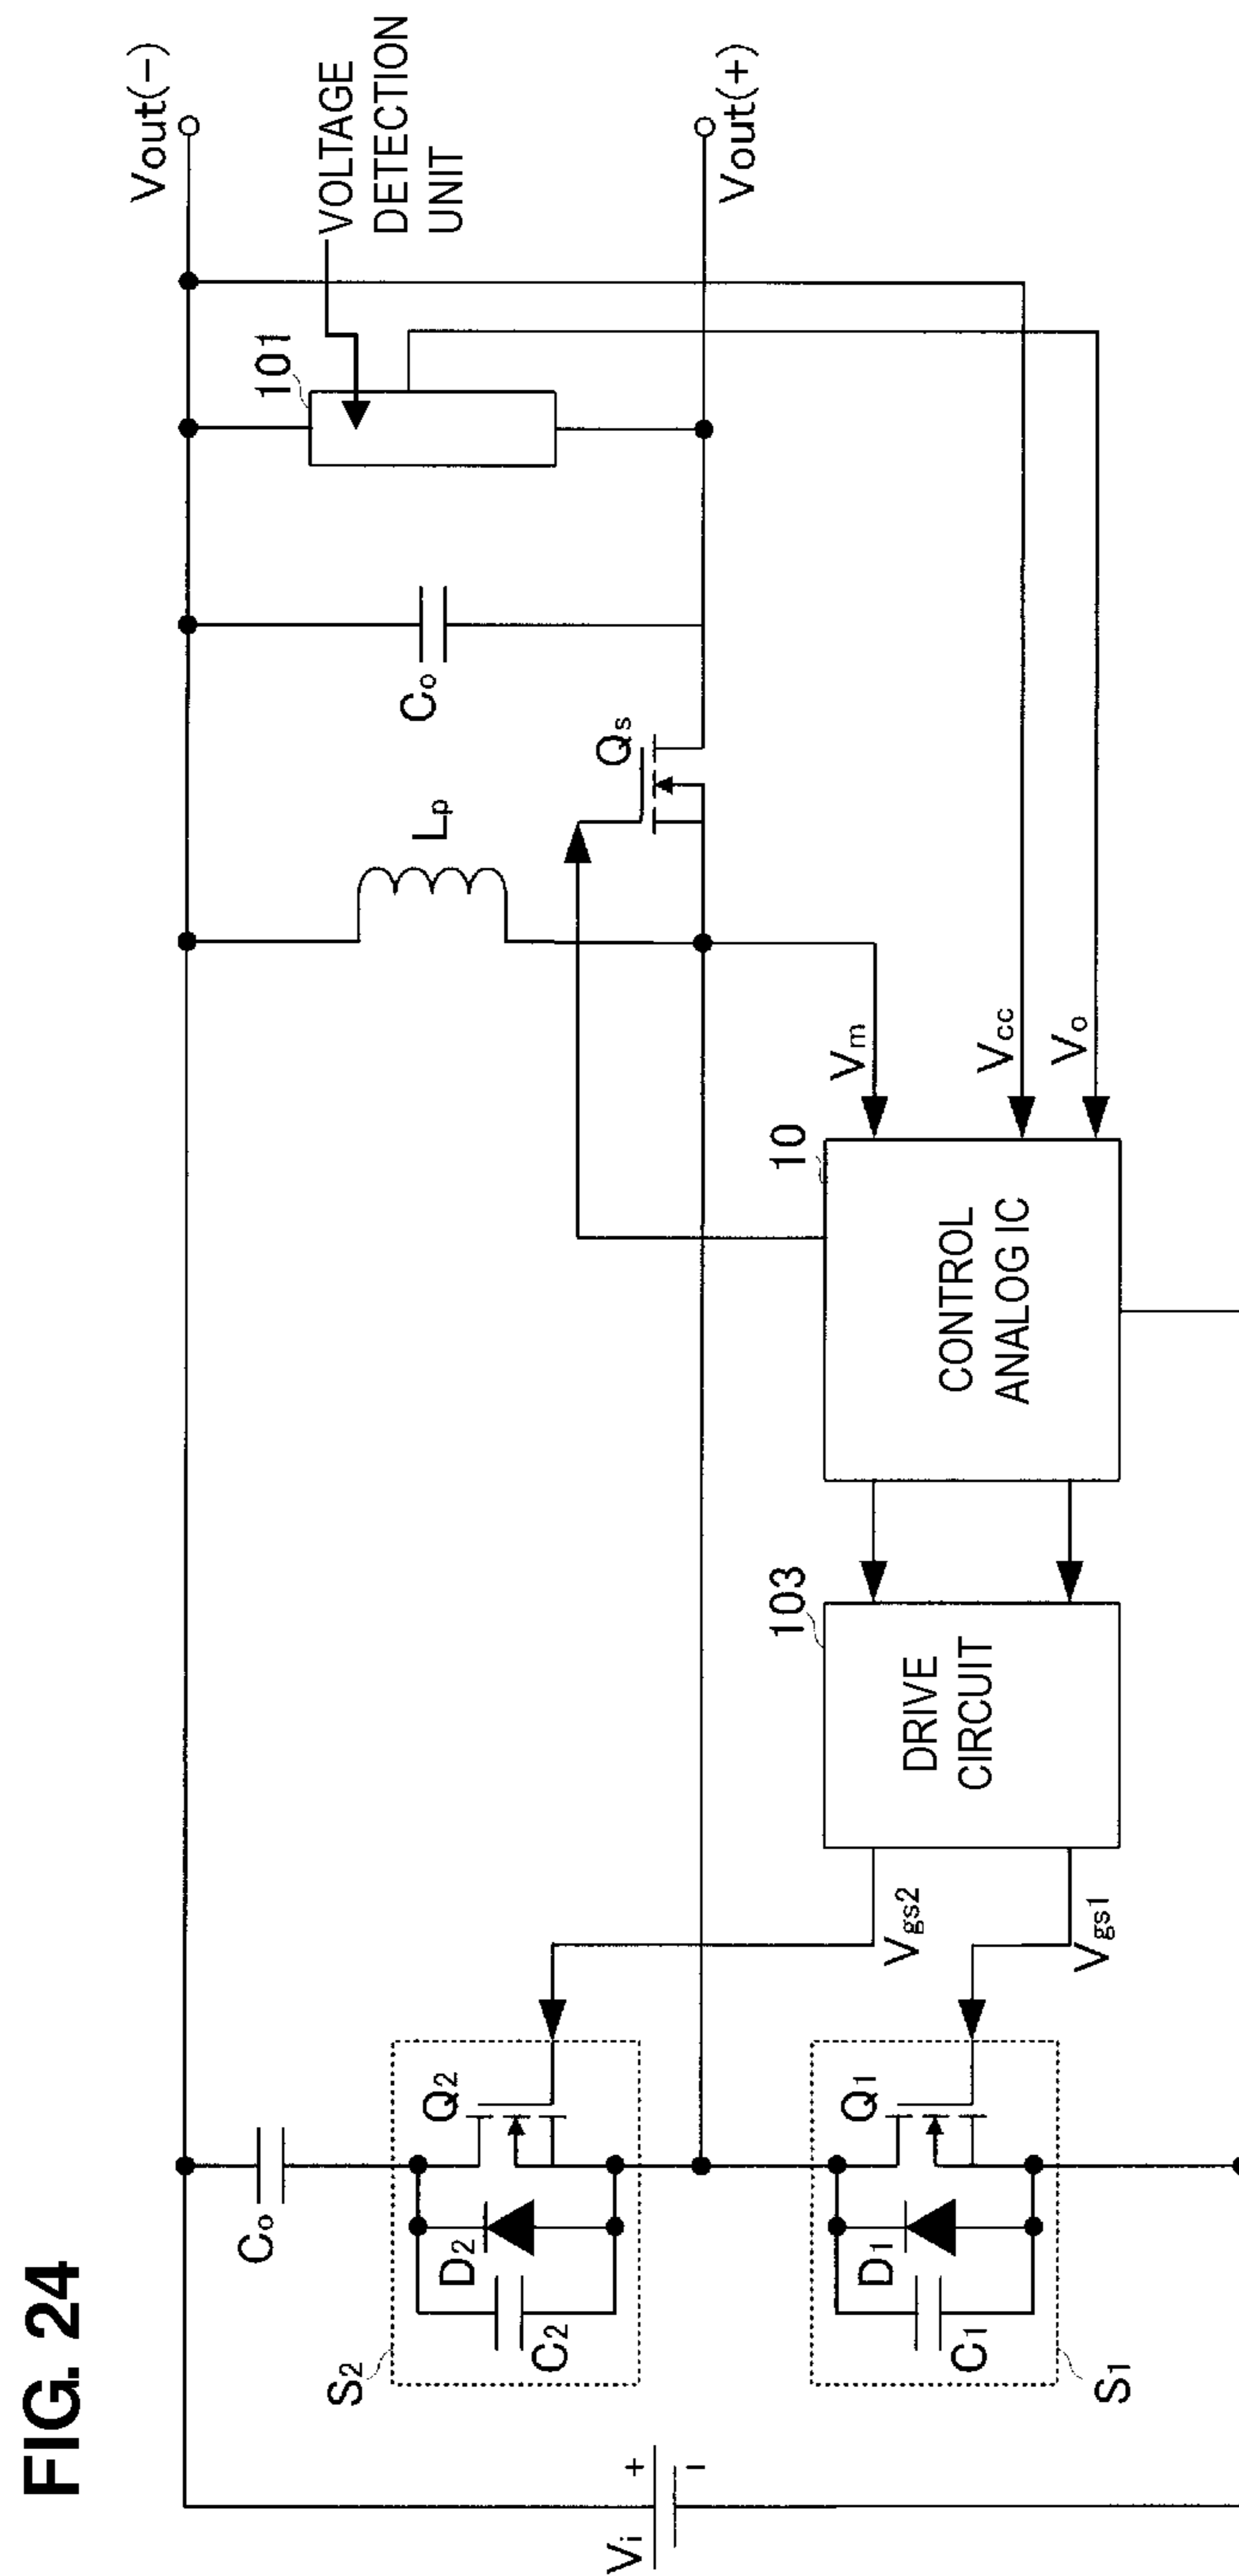 FIG. 24
Vi
+
−
Co
S2
Q2
D2
C2
S1
Q1
D1
C1
Vgs2
Vgs1
103
DRIVE
CIRCUIT
10
CONTROL
ANALOG IC
Vm
Vcc
Vo
Lp
Qs
Co
101
VOLTAGE
DETECTION
UNIT
Vout(−)
Vout(+)